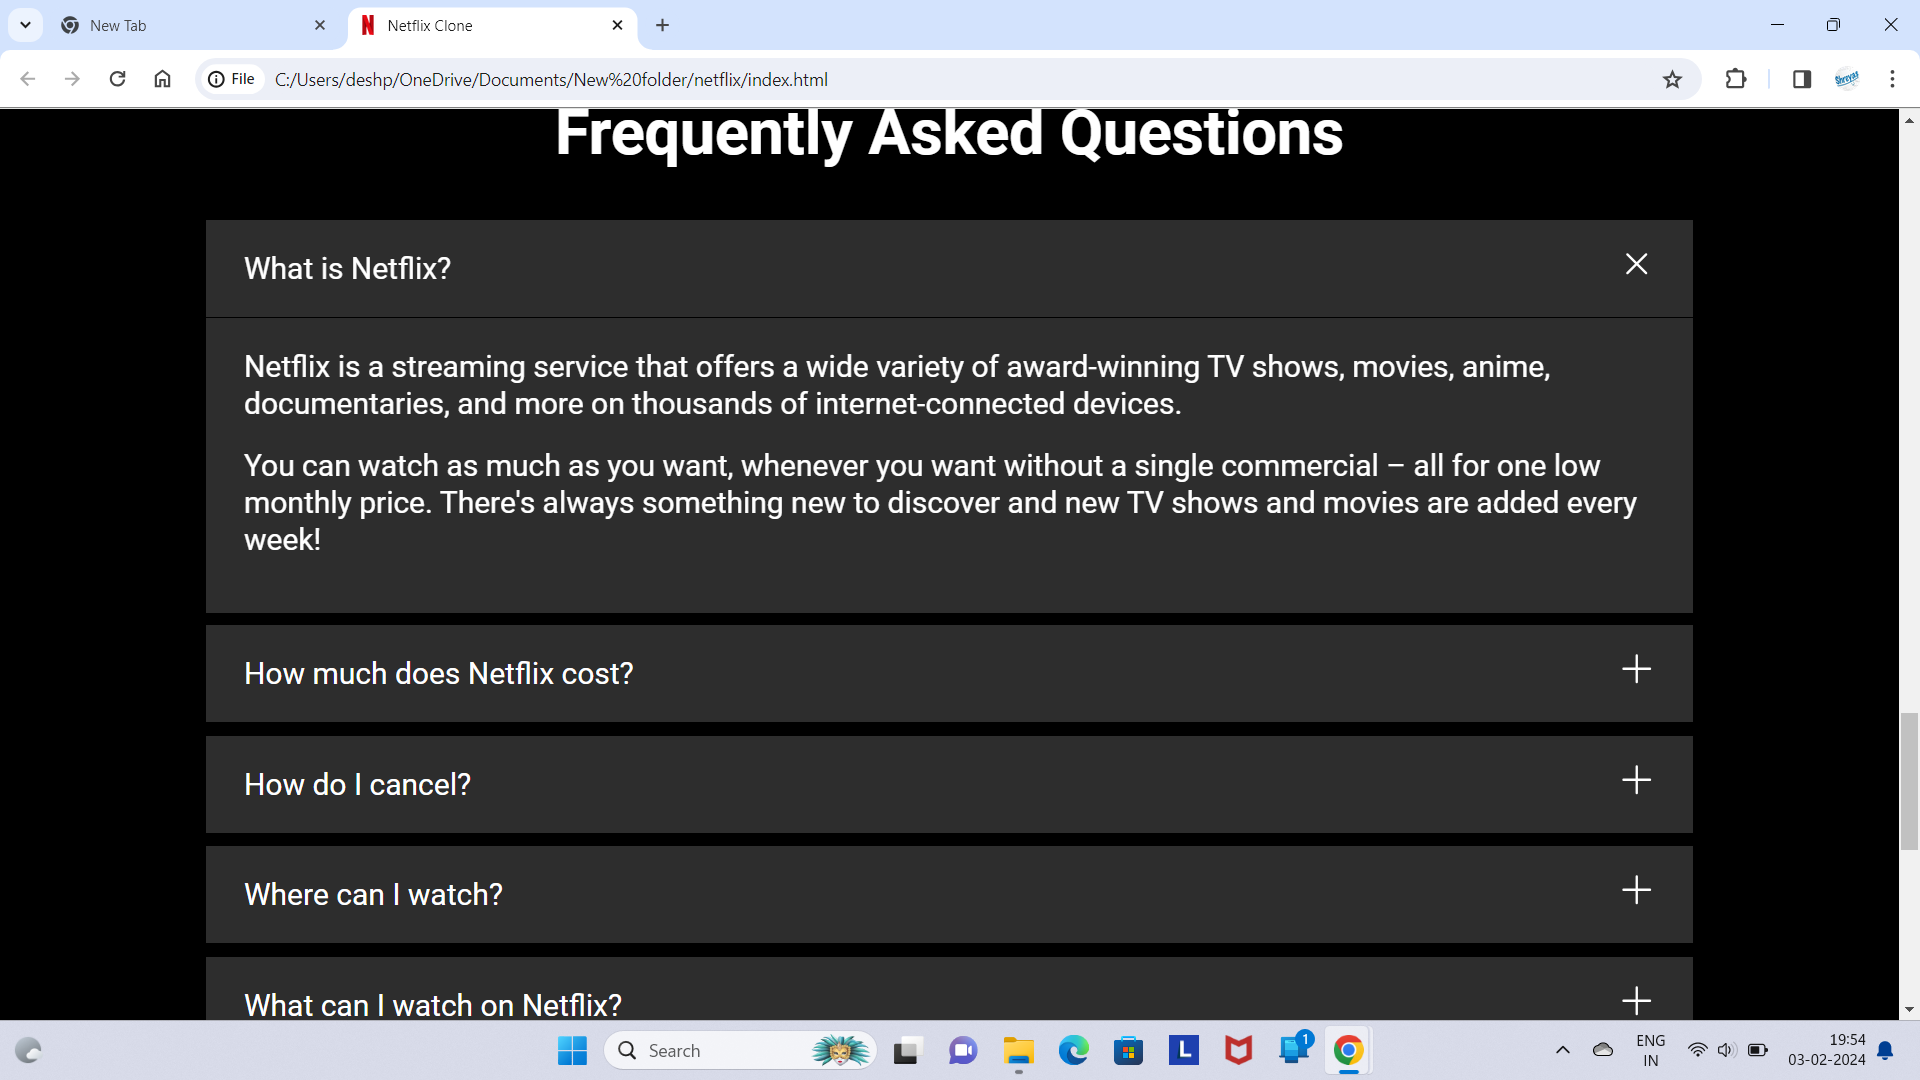 New Tab
Netflix Clone
File
C:/Users/deshp/OneDrive/Documents/New%20folder/netflix/index.html
Shreyas
Frequently Asked Questions
What is Netflix?
Netflix is a streaming service that offers a wide variety of award-winning TV shows, movies, anime,
documentaries, and more on thousands of internet-connected devices.
You can watch as much as you want, whenever you want without a single commercial – all for one low
monthly price. There's always something new to discover and new TV shows and movies are added every
week!
How much does Netflix cost?
How do I cancel?
Where can I watch?
What can I watch on Netflix?
Search
L
1
ENG
IN
19:54
03-02-2024